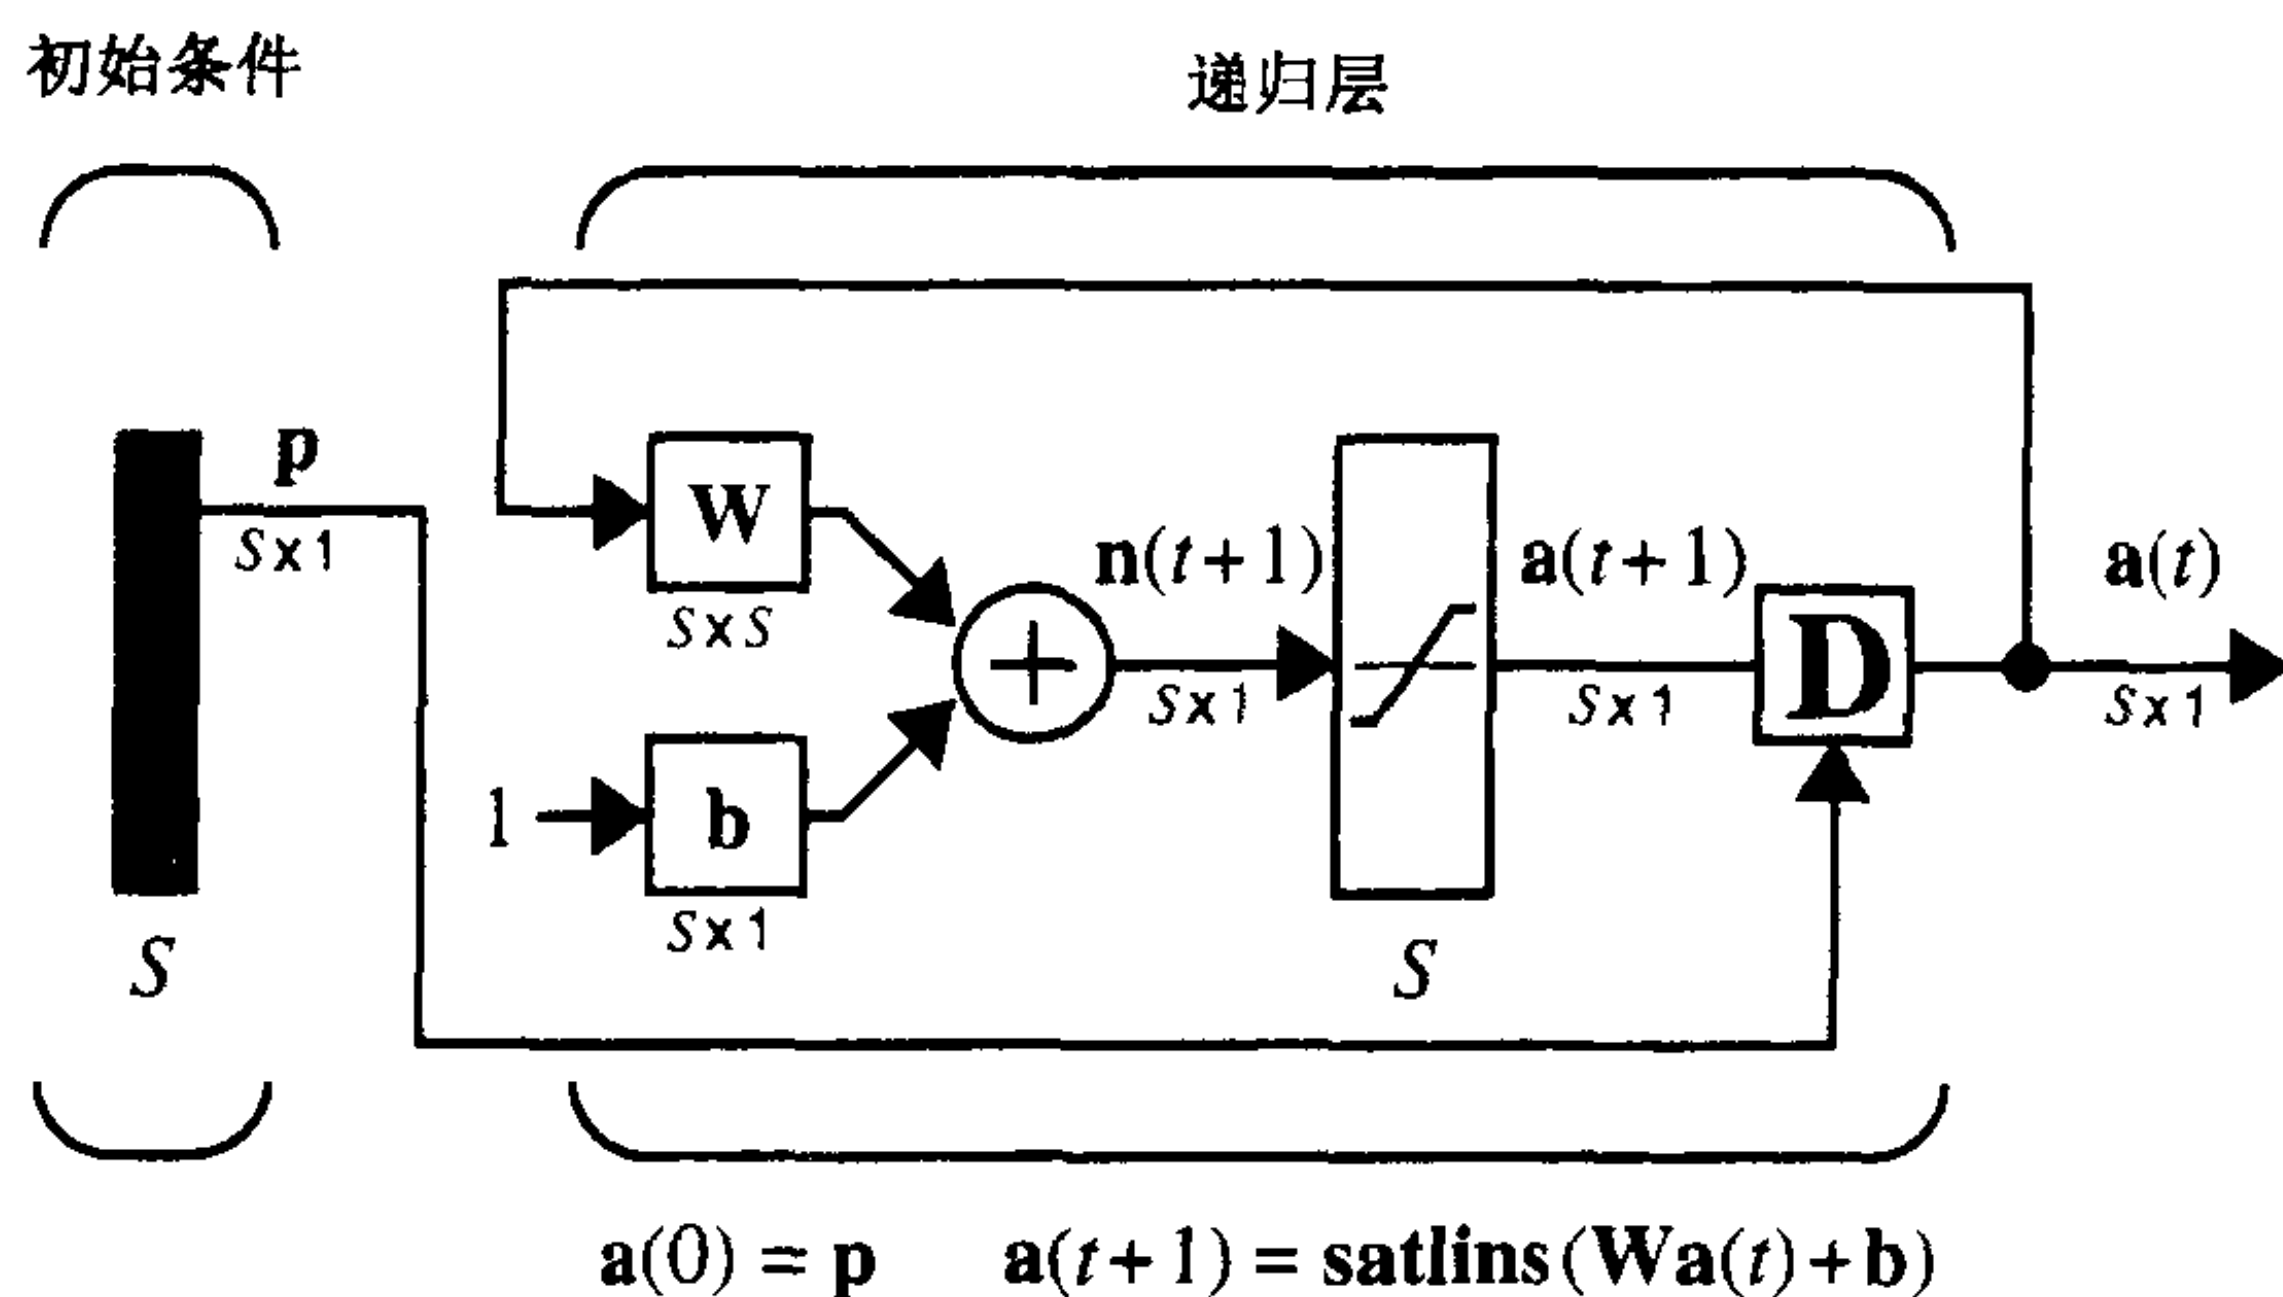 初始条件
递归层
p
S×1
W
S×S
n(t+1)
S×1
a(t+1)
S×1
D
a(t)
S×1
1
b
S×1
S
S
a(0) = p
a(t+1) = satlins(Wa(t)+b)